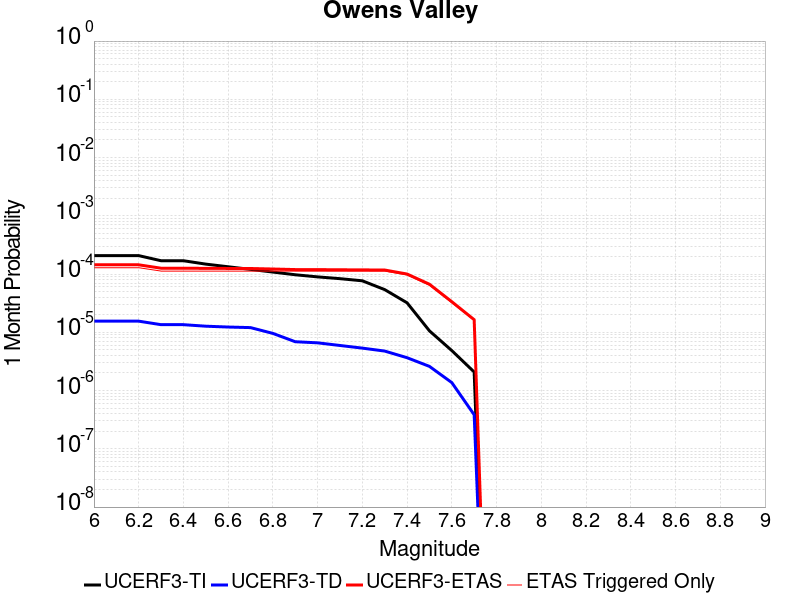 Owens Valley
10^0
10^-1
10^-2
10^-3
10^-4
10^-5
10^-6
10^-7
10^-8
1 Month Probability
6 6.2 6.4 6.6 6.8 7 7.2 7.4 7.6 7.8 8 8.2 8.4 8.6 8.8 9
Magnitude
UCERF3-TI UCERF3-TD UCERF3-ETAS ETAS Triggered Only